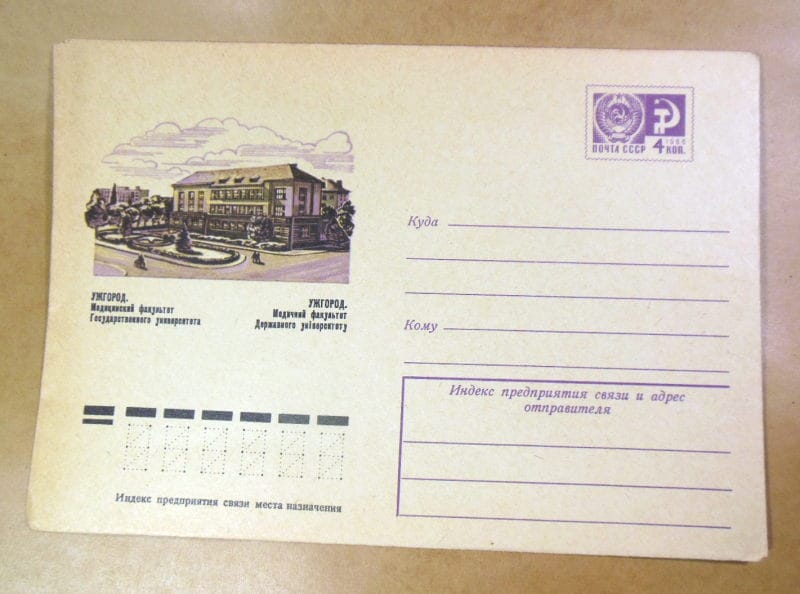 ПОЧТА СССР 4 1966 КОП.
УЖГОРОД.
Медицинский факультет
Государственного университета
УЖГОРОД.
Медичний факультет
Державного університету
Куда
Кому
Индекс предприятия связи и адрес
отправителя
Индекс предприятия связи места назначения